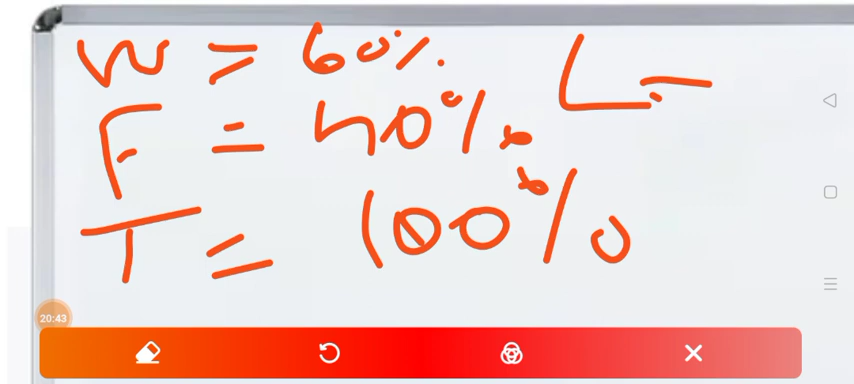 W = 60%. L -
F = 40%
T = 100%
20:43